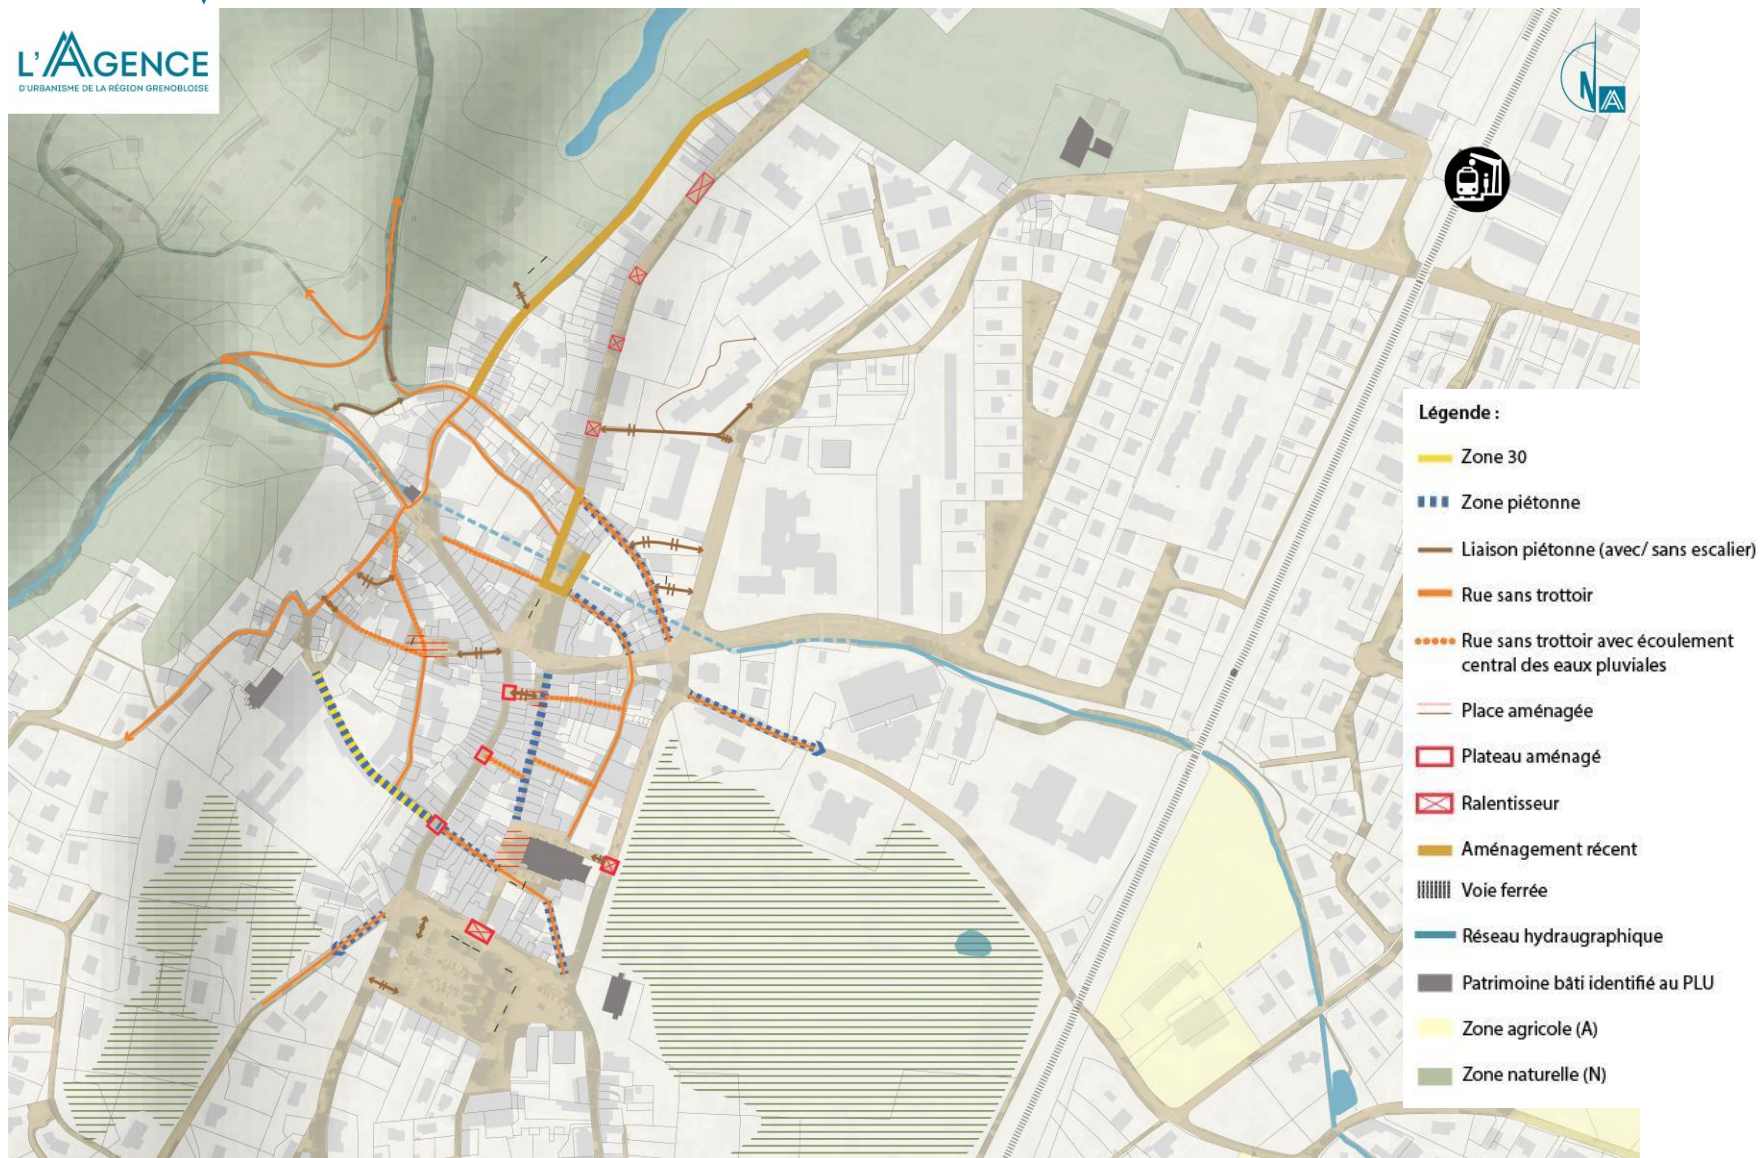 L'AGENCE
D'URBANISME DE LA RÉGION GRENOBLOISE
N
Légende :
Zone 30
Zone piétonne
Liaison piétonne (avec/ sans escalier)
Rue sans trottoir
Rue sans trottoir avec écoulement
central des eaux pluviales
Place aménagée
Plateau aménagé
Ralentisseur
Aménagement récent
Voie ferrée
Réseau hydraugraphique
Patrimoine bâti identifié au PLU
Zone agricole (A)
Zone naturelle (N)